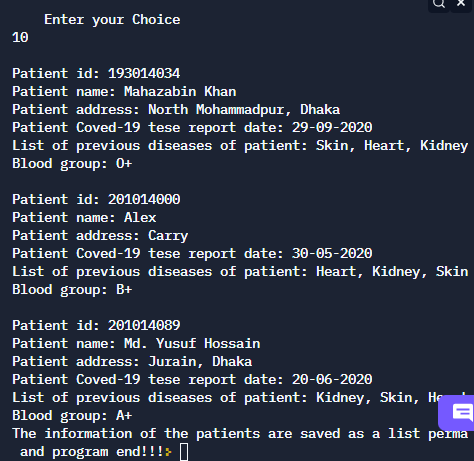 Enter your Choice
10
Patient id: 193014034
Patient name: Mahazabin Khan
Patient address: North Mohammadpur, Dhaka
Patient Coved-19 tese report date: 29-09-2020
List of previous diseases of patient: Skin, Heart, Kidney
Blood group: O+
Patient id: 201014000
Patient name: Alex
Patient address: Carry
Patient Coved-19 tese report date: 30-05-2020
List of previous diseases of patient: Heart, Kidney, Skin
Blood group: B+
Patient id: 201014089
Patient name: Md. Yusuf Hossain
Patient address: Jurain, Dhaka
Patient Coved-19 tese report date: 20-06-2020
List of previous diseases of patient: Kidney, Skin,
Blood group: A+
The information of the patients are saved as a list perma
and program end!!!